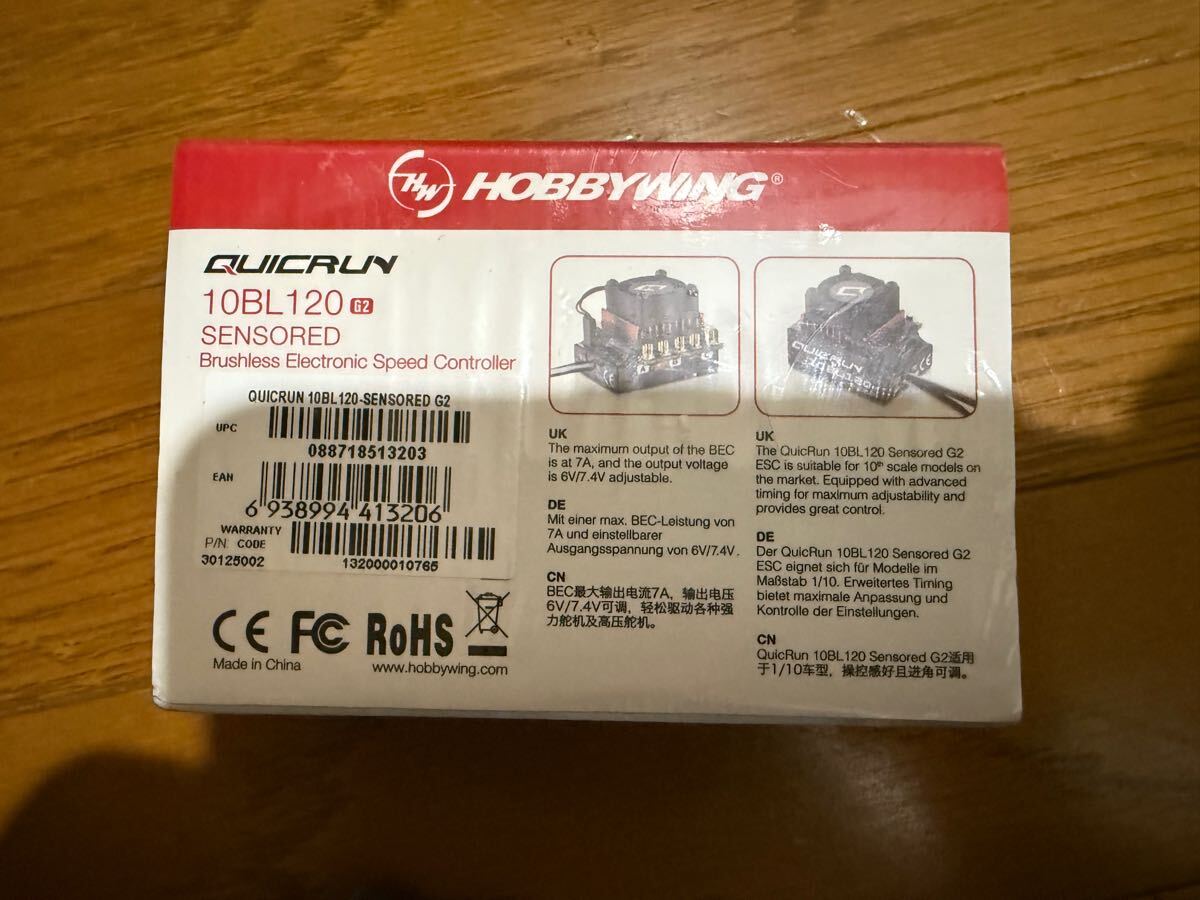 HW HOBBYWING®
QUICRUN
10BL120 G2
SENSORED
Brushless Electronic Speed Controller
QUICRUN 10BL120-SENSORED G2
UPC
088718513203
EAN
6 938994 413206
WARRANTY
P/N: CODE
30125002 132000010765
CE FC RoHS
Made in China www.hobbywing.com
QUICRUN
A B C
UK
The maximum output of the BEC
is at 7A, and the output voltage
is 6V/7.4V adjustable.
DE
Mit einer max. BEC-Leistung von
7A und einstellbarer
Ausgangsspannung von 6V/7.4V.
CN
BEC最大输出电流7A，输出电压
6V/7.4V可调，轻松驱动各种强
力舵机及高压舵机。
UK
The QuicRun 10BL120 Sensored G2
ESC is suitable for 10th scale models on
the market. Equipped with advanced
timing for maximum adjustability and
provides great control.
DE
Der QuicRun 10BL120 Sensored G2
ESC eignet sich für Modelle im
Maßstab 1/10. Erweitertes Timing
bietet maximale Anpassung und
Kontrolle der Einstellungen.
CN
QuicRun 10BL120 Sensored G2适用
于1/10车型，操控感好且进角可调。